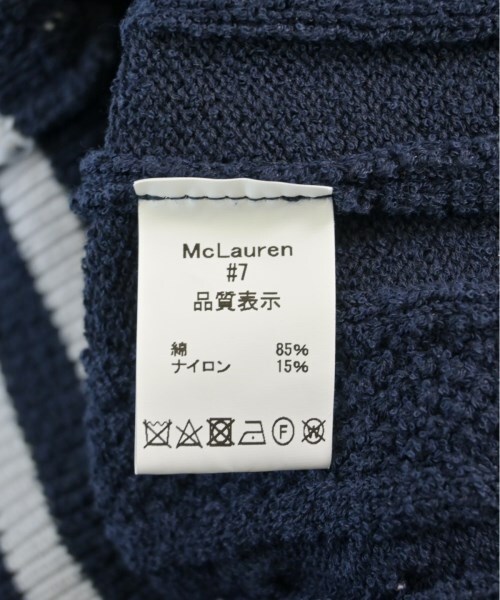 McLauren
#7
品質表示
綿 85%
ナイロン 15%
F W